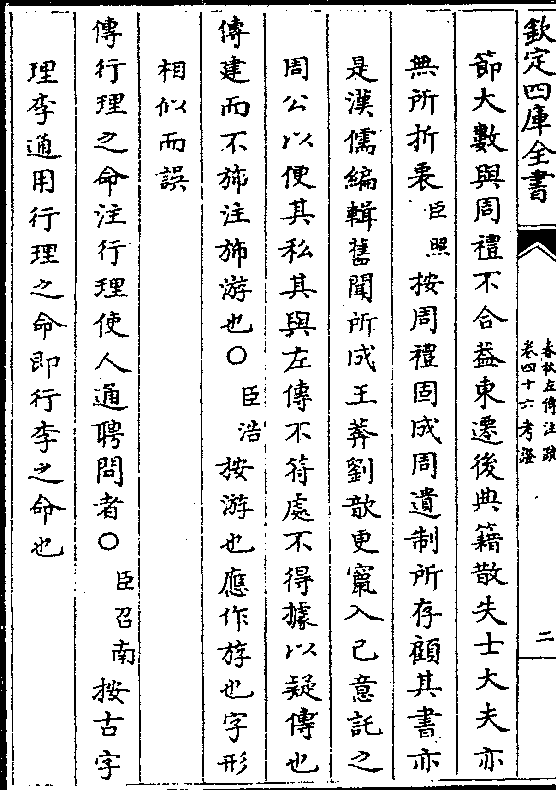 欽定四庫全書
春秋左傳注疏
卷四十六考證
二
節大數與周禮不合葢東遷後典籍散失士大夫亦
無所折衷臣照按周禮固成周遺制所存顧其書亦
是漢儒編輯舊聞所成王莽劉歆更竄入已意託之
周公以便其私其與左傳不符處不得據以疑傳也
傳建而不斾注斾游也〇臣浩按游也應作斿也字形
相似而誤
傳行理之命注行理使人通聘問者〇臣召南按古字
理李通用行理之命即行李之命也